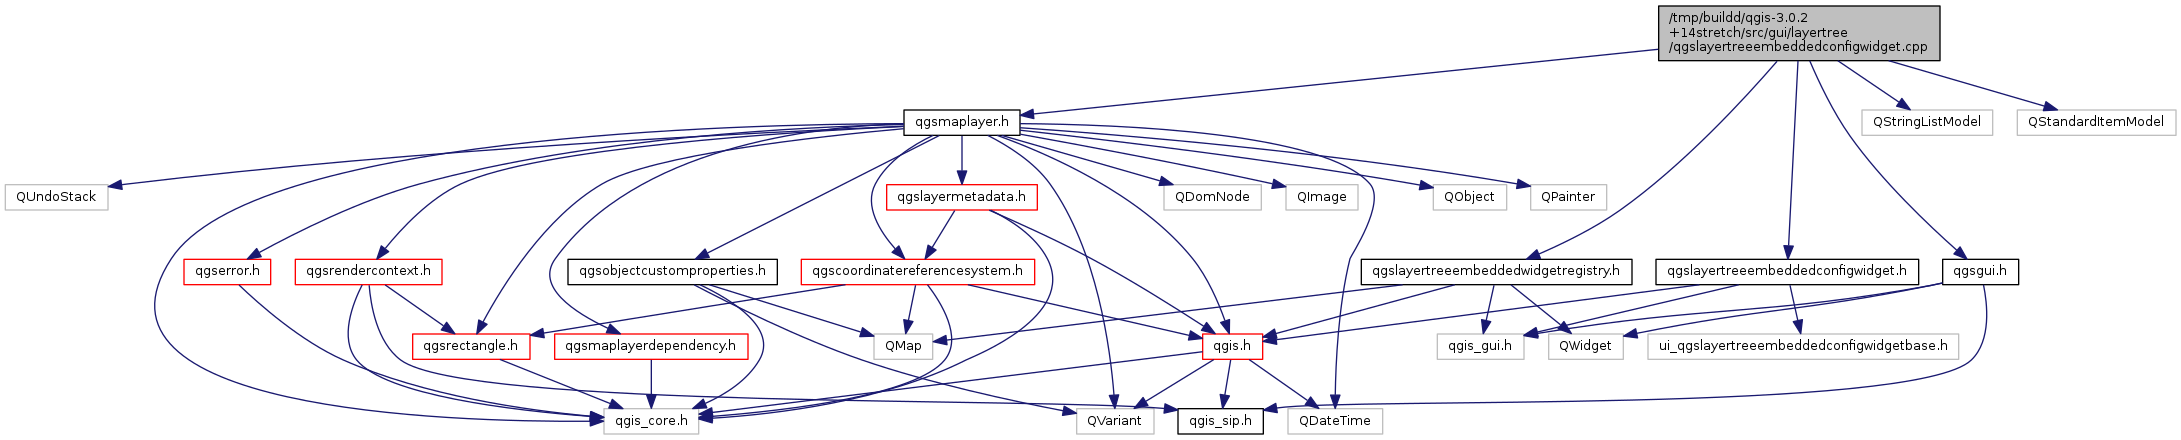 /tmp/buildd/qgis-3.0.2
+14stretch/src/gui/layertree
/qgslayertreeembeddedconfigwidget.cpp
qgsmaplayer.h
QStringListModel
QStandardItemModel
QUndoStack
qgslayermetadata.h
QDomNode
QImage
QObject
QPainter
qgserror.h
qgsrendercontext.h
qgsobjectcustomproperties.h
qgscoordinatereferencesystem.h
qgslayertreeembeddedwidgetregistry.h
qgslayertreeembeddedconfigwidget.h
qgsgui.h
qgsrectangle.h
qgsmaplayerdependency.h
QMap
qgis.h
qgis_gui.h
QWidget
ui_qgslayertreeembeddedconfigwidgetbase.h
qgis_core.h
QVariant
qgis_sip.h
QDateTime